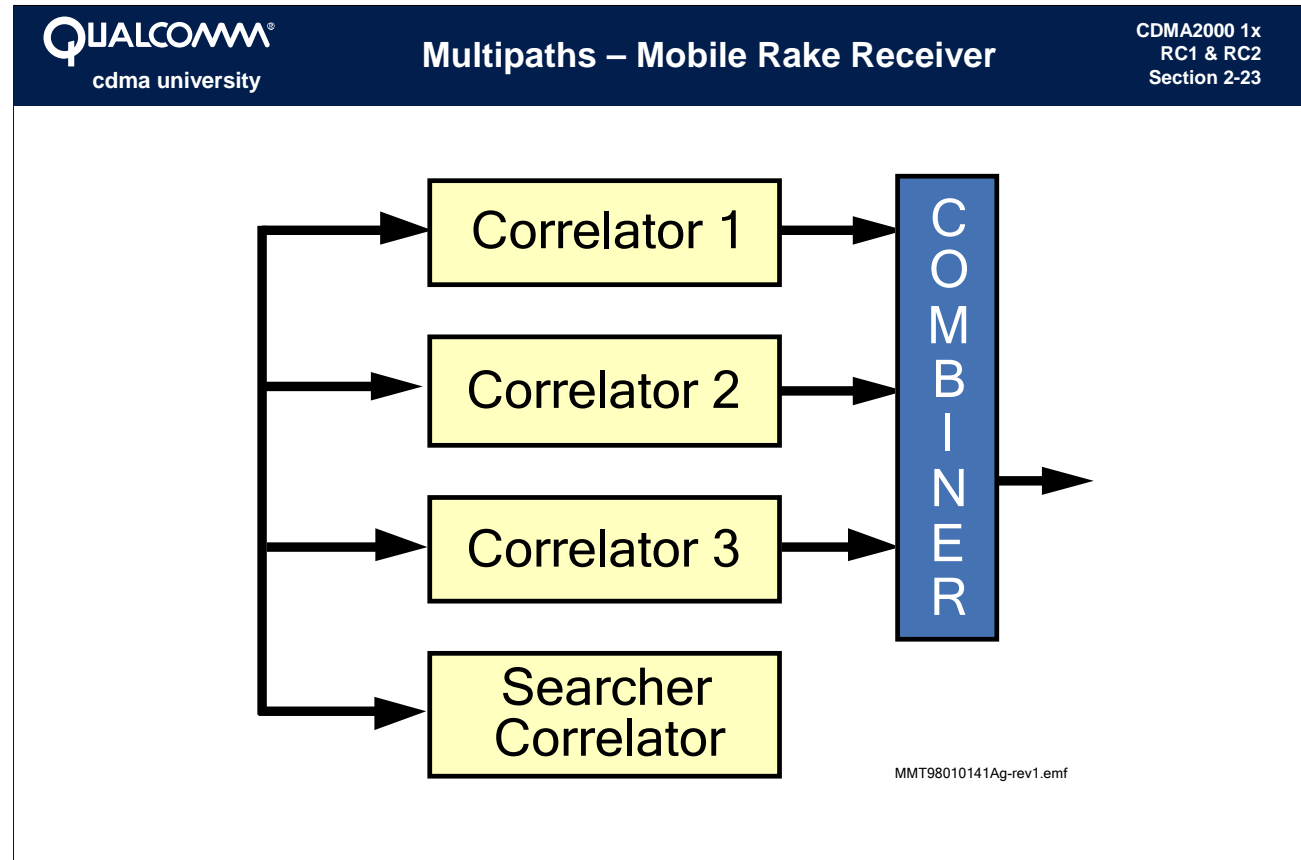 QUALCOMM®
cdma university
Multipaths – Mobile Rake Receiver
CDMA2000 1x
RC1 & RC2
Section 2-23
Correlator 1
Correlator 2
Correlator 3
Searcher
Correlator
COMBINER
MMT98010141Ag-rev1.emf